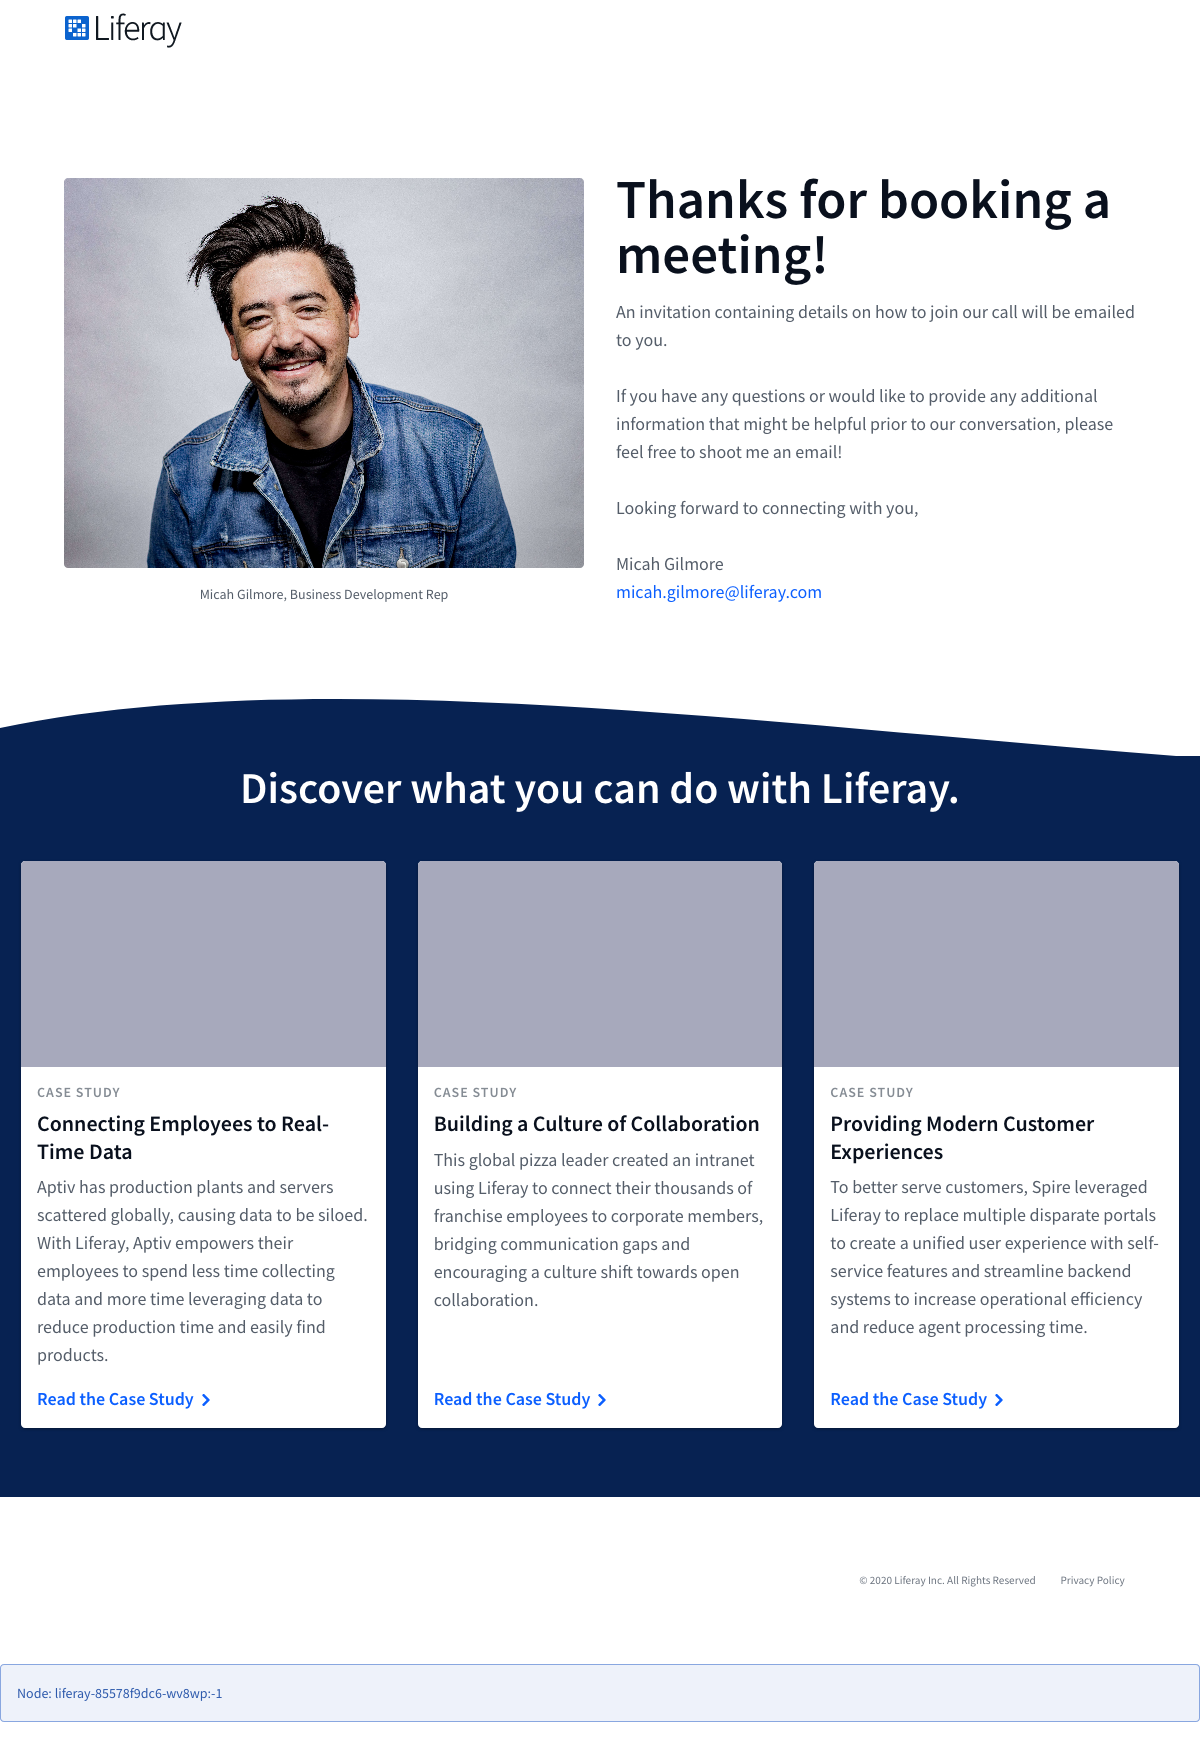 Liferay
Thanks for booking a
meeting!
An invitation containing details on how to join our call will be emailed
to you.
If you have any questions or would like to provide any additional
information that might be helpful prior to our conversation, please
feel free to shoot me an email!
Looking forward to connecting with you,
Micah Gilmore
micah.gilmore@liferay.com
Micah Gilmore, Business Development Rep
Discover what you can do with Liferay.
CASE STUDY
Connecting Employees to Real-
Time Data
Aptiv has production plants and servers
scattered globally, causing data to be siloed.
With Liferay, Aptiv empowers their
employees to spend less time collecting
data and more time leveraging data to
reduce production time and easily find
products.
Read the Case Study
CASE STUDY
Building a Culture of Collaboration
This global pizza leader created an intranet
using Liferay to connect their thousands of
franchise employees to corporate members,
bridging communication gaps and
encouraging a culture shift towards open
collaboration.
Read the Case Study
CASE STUDY
Providing Modern Customer
Experiences
To better serve customers, Spire leveraged
Liferay to replace multiple disparate portals
to create a unified user experience with self-
service features and streamline backend
systems to increase operational efficiency
and reduce agent processing time.
Read the Case Study
© 2020 Liferay Inc. All Rights Reserved Privacy Policy
Node: liferay-85578f9dc6-wv8wp:-1